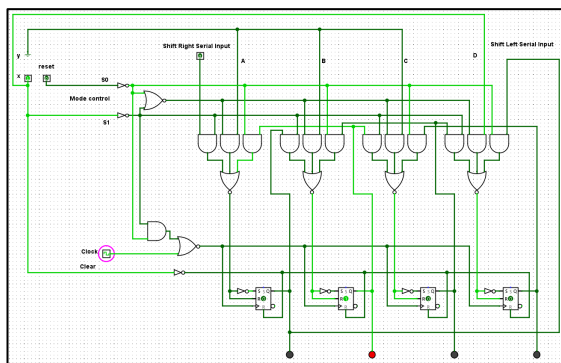 Shift Right Serial Input
Shift Left Serial Input
y
A
B
C
D
reset
x
S0
Mode control
S1
Clock
Clear
S Q
R
S Q
R
S Q
R
S Q
R